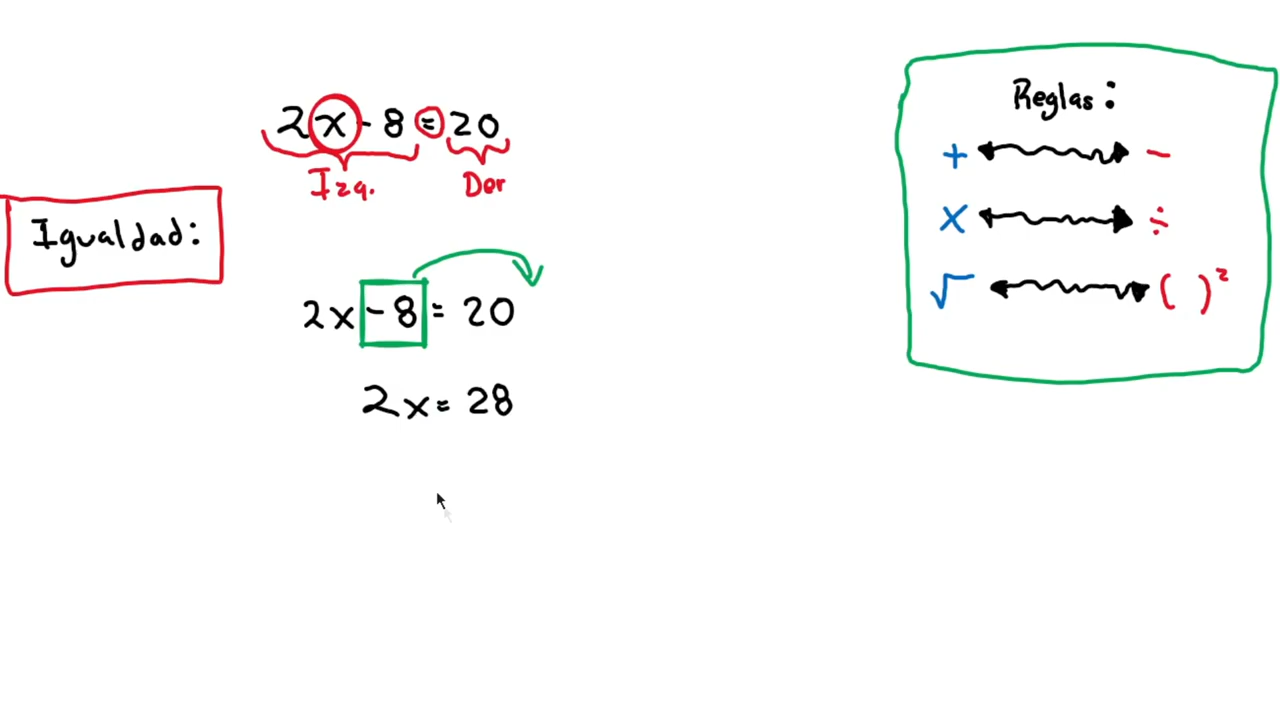 2x - 8 = 20
Izq. Der
Igualdad:
2x - 8 = 20
2x = 28
Reglas:
+ -
x ÷
√ ( )²